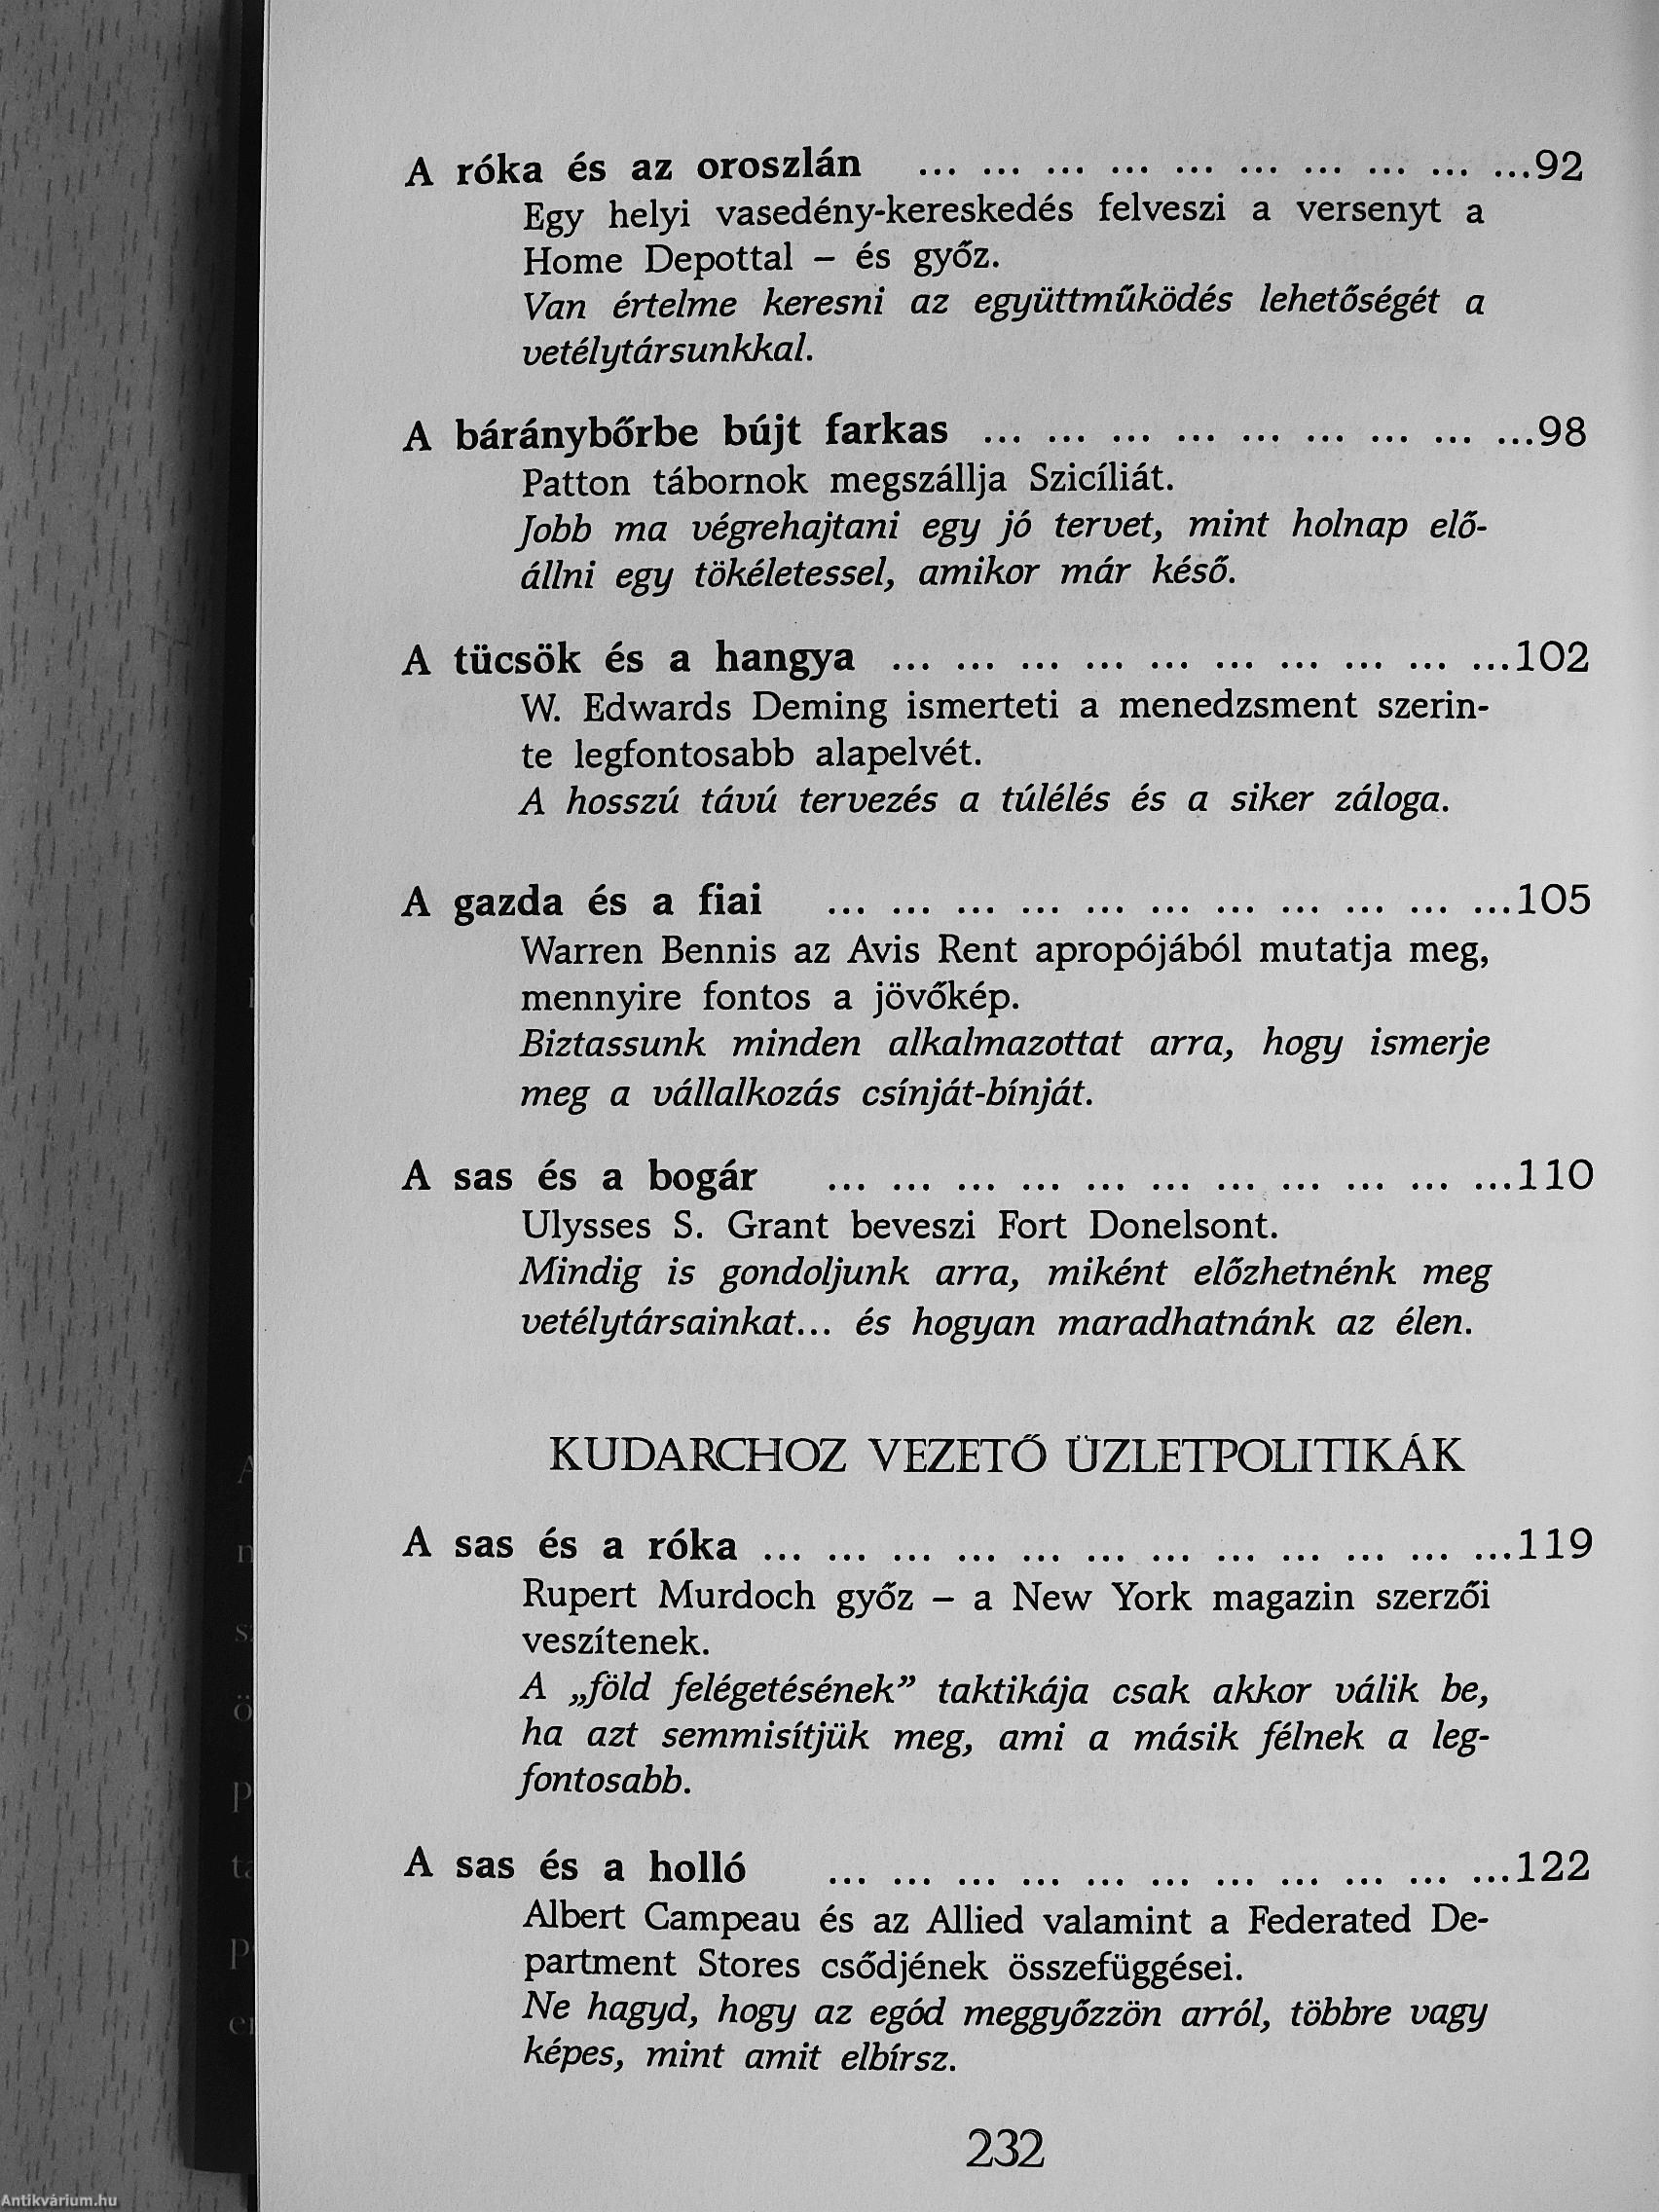 A róka és az oroszlán ... ... ... ... ... ... ... ... ... ...92
Egy helyi vasedény-kereskedés felveszi a versenyt a
Home Depottal – és győz.
Van értelme keresni az együttműködés lehetőségét a
vetélytársunkkal.
A báránybőrbe bújt farkas ... ... ... ... ... ... ... ... ...98
Patton tábornok megszállja Szicíliát.
Jobb ma végrehajtani egy jó tervet, mint holnap elő-
állni egy tökéletessel, amikor már késő.
A tücsök és a hangya ... ... ... ... ... ... ... ... ... ...102
W. Edwards Deming ismerteti a menedzsment szerin-
te legfontosabb alapelvét.
A hosszú távú tervezés a túlélés és a siker záloga.
A gazda és a fiai ... ... ... ... ... ... ... ... ... ... ...105
Warren Bennis az Avis Rent apropójából mutatja meg,
mennyire fontos a jövőkép.
Biztassunk minden alkalmazottat arra, hogy ismerje
meg a vállalkozás csínját-bínját.
A sas és a bogár ... ... ... ... ... ... ... ... ... ... ...110
Ulysses S. Grant beveszi Fort Donelsont.
Mindig is gondoljunk arra, miként előzhetnénk meg
vetélytársainkat... és hogyan maradhatnánk az élen.
KUDARCHOZ VEZETŐ ÜZLETPOLITIKÁK
A sas és a róka ... ... ... ... ... ... ... ... ... ... ... ...119
Rupert Murdoch győz – a New York magazin szerzői
veszítenek.
A „föld felégetésének” taktikája csak akkor válik be,
ha azt semmisítjük meg, ami a másik félnek a leg-
fontosabb.
A sas és a holló ... ... ... ... ... ... ... ... ... ... ...122
Albert Campeau és az Allied valamint a Federated De-
partment Stores csődjének összefüggései.
Ne hagyd, hogy az egód meggyőzzön arról, többre vagy
képes, mint amit elbírsz.
232
Antikvárium.hu